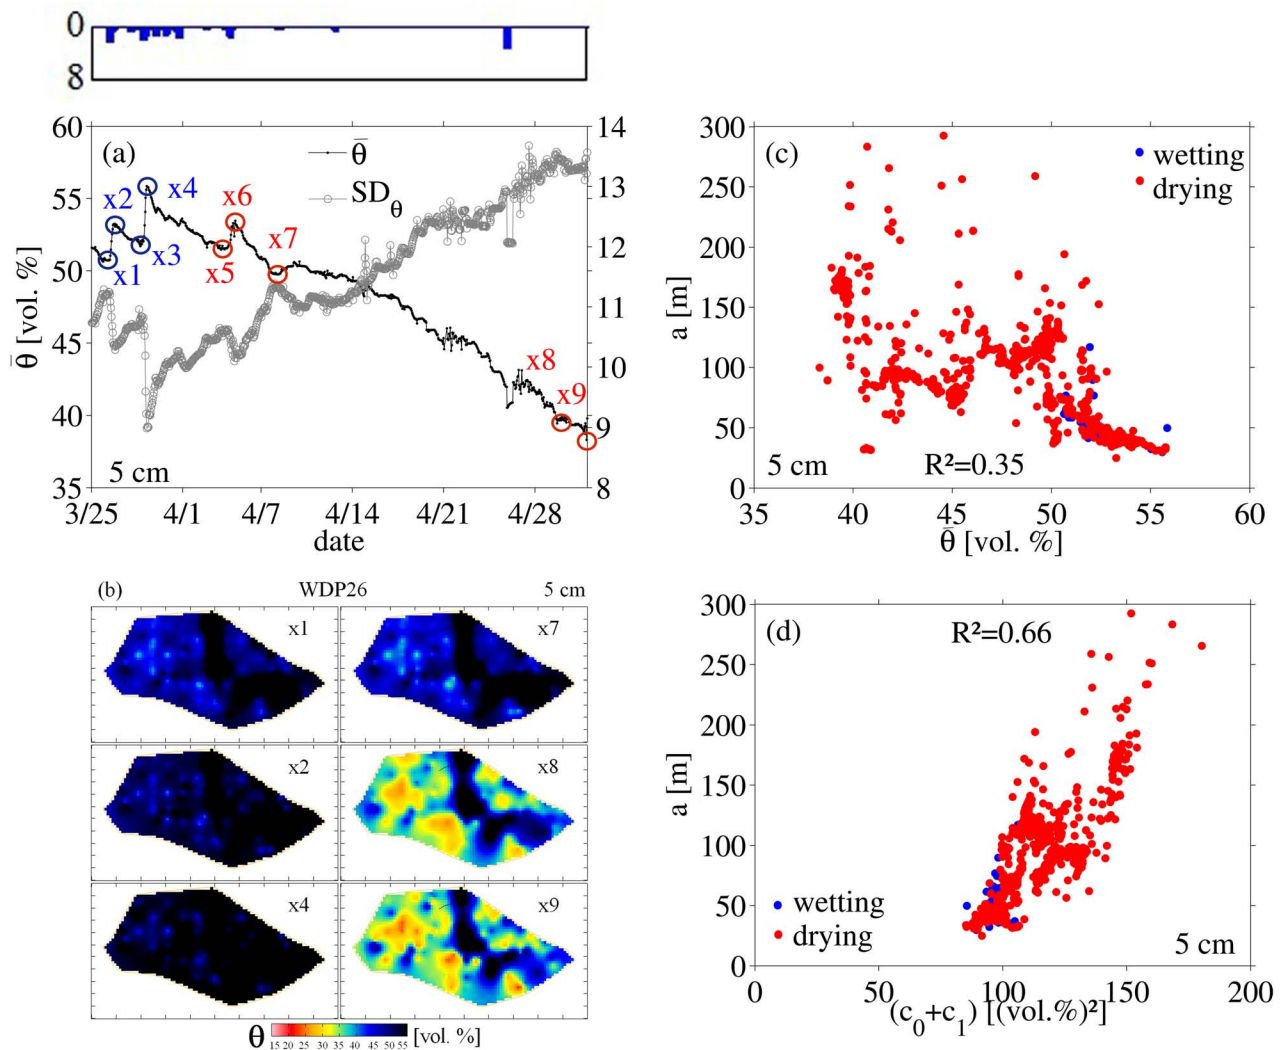 0
8
60 14
(a) θ̄
SD_θ
55 13
x2 x4 x6
x1 x3 x5 x7
50 12
θ̄ [vol. %]
45 11
10
x8
x9
40 9
5 cm
35 8
3/25 4/1 4/7 4/14 4/21 4/28
date
300
(c) wetting
drying
250
200
a [m]
150
100
50
5 cm R²=0.35
0
35 40 45 50 55 60
θ̄ [vol. %]
(b) WDP26 5 cm
x1 x7
x2 x8
x4 x9
θ 15 20 25 30 35 40 45 50 55 [vol. %]
300
(d) R²=0.66
250
200
a [m]
150
100
50
wetting
drying 5 cm
0
0 50 100 150 200
(c₀+c₁) [(vol.%)²]